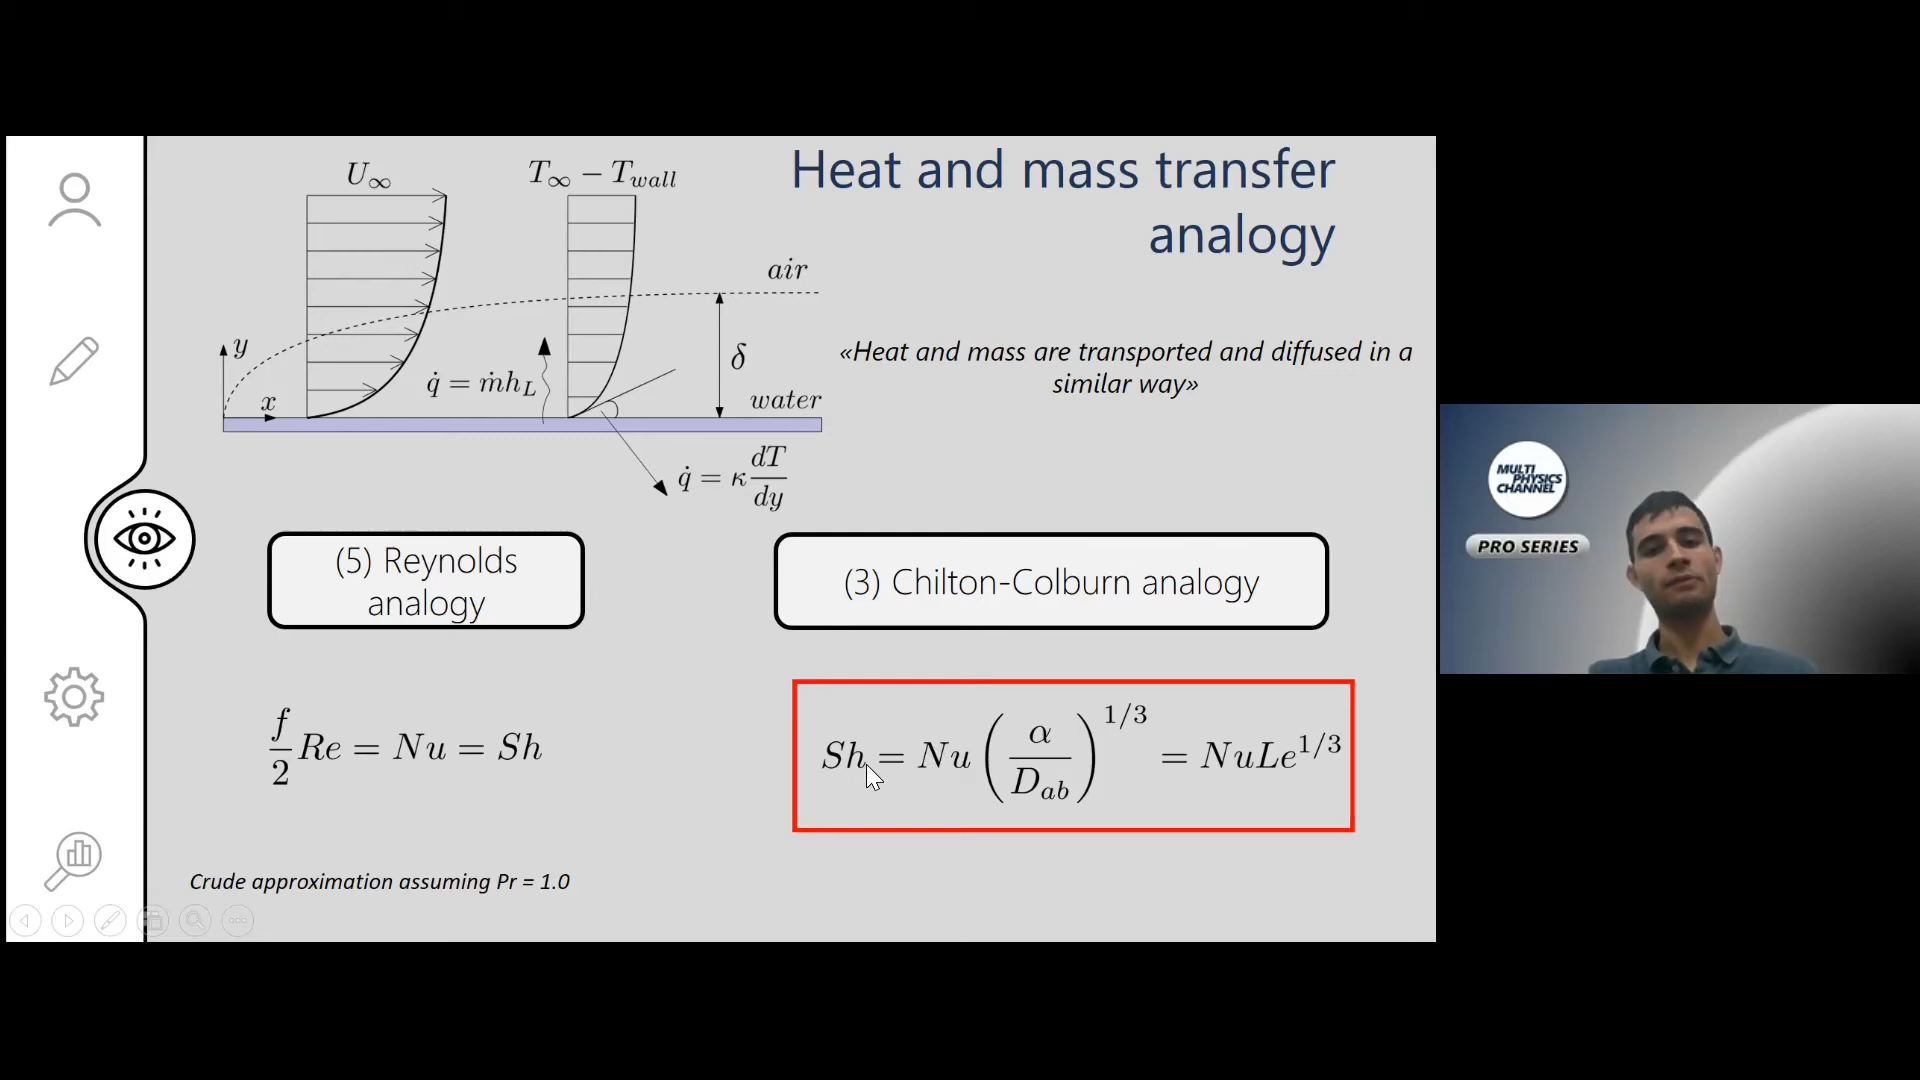 Heat and mass transfer
analogy
U∞
T∞ − Twall
air
y
δ
q̇ = ṁhL
x
water
q̇ = κ dT/dy
«Heat and mass are transported and diffused in a
similar way»
(5) Reynolds
analogy
(3) Chilton-Colburn analogy
f/2 Re = Nu = Sh
Sh = Nu (α/Dab)^1/3 = NuLe^1/3
Crude approximation assuming Pr = 1.0
MULTI
PHYSICS
CHANNEL
PRO SERIES